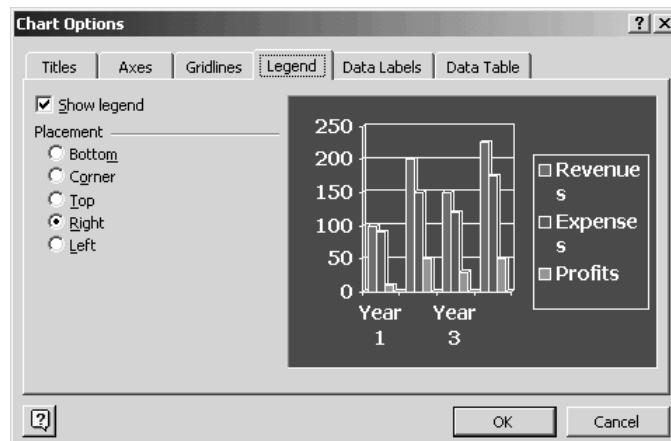 Chart Options
Titles Axes Gridlines Legend Data Labels Data Table
Show legend
Placement
Bottom
Corner
Top
Right
Left
250
200
150
100
50
0
Year 1
Year 3
Revenue
s
Expense
s
Profits
OK Cancel